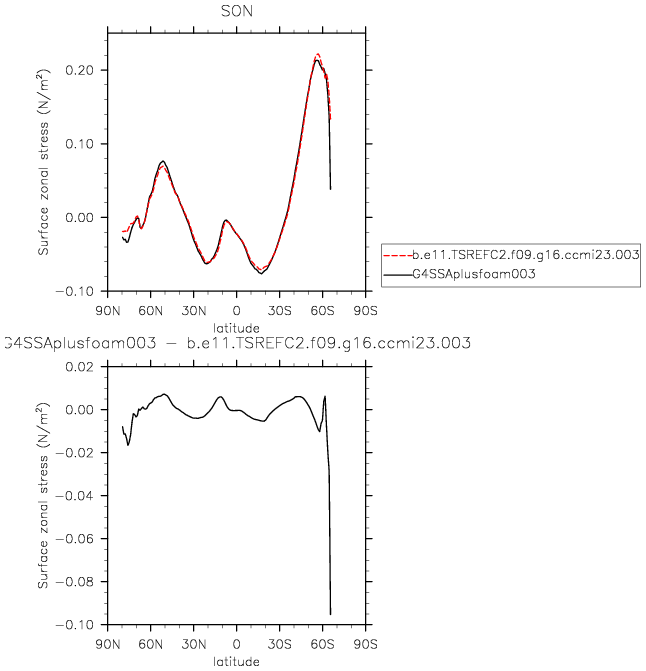 SON
Surface zonal stress (N/m²)
0.20
0.10
0.00
−0.10
90N 60N 30N 0 30S 60S 90S
latitude
b.e11.TSREFC2.f09.g16.ccmi23.003
G4SSAplusfoam003
G4SSAplusfoam003 − b.e11.TSREFC2.f09.g16.ccmi23.003
Surface zonal stress (N/m²)
0.02
0.00
−0.02
−0.04
−0.06
−0.08
−0.10
90N 60N 30N 0 30S 60S 90S
latitude